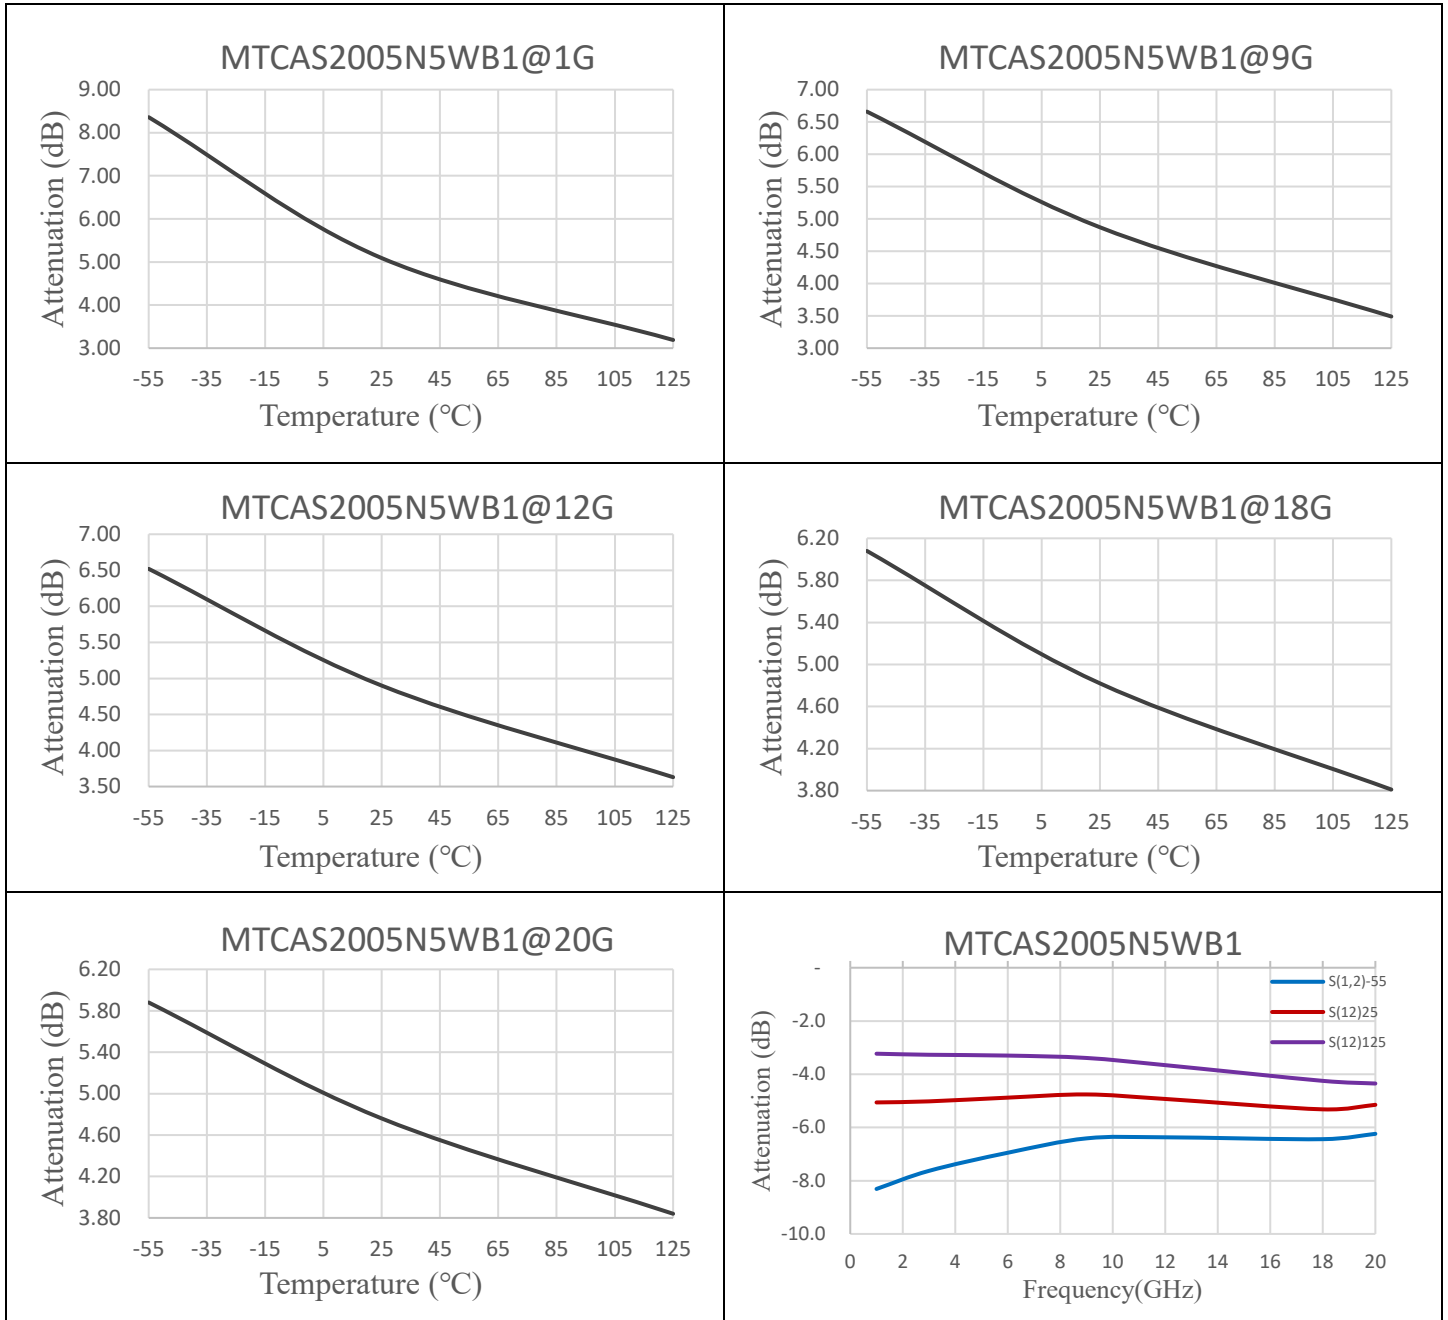 MTCAS2005N5WB1@1G
Attenuation (dB)
9.00
8.00
7.00
6.00
5.00
4.00
3.00
-55 -35 -15 5 25 45 65 85 105 125
Temperature (℃)
MTCAS2005N5WB1@9G
Attenuation (dB)
7.00
6.50
6.00
5.50
5.00
4.50
4.00
3.50
3.00
-55 -35 -15 5 25 45 65 85 105 125
Temperature (℃)
MTCAS2005N5WB1@12G
Attenuation (dB)
7.00
6.50
6.00
5.50
5.00
4.50
4.00
3.50
-55 -35 -15 5 25 45 65 85 105 125
Temperature (℃)
MTCAS2005N5WB1@18G
Attenuation (dB)
6.20
5.80
5.40
5.00
4.60
4.20
3.80
-55 -35 -15 5 25 45 65 85 105 125
Temperature (℃)
MTCAS2005N5WB1@20G
Attenuation (dB)
6.20
5.80
5.40
5.00
4.60
4.20
3.80
-55 -35 -15 5 25 45 65 85 105 125
Temperature (℃)
MTCAS2005N5WB1
Attenuation (dB)
-
-2.0
-4.0
-6.0
-8.0
-10.0
S(1,2)-55
S(12)25
S(12)125
0 2 4 6 8 10 12 14 16 18 20
Frequency(GHz)